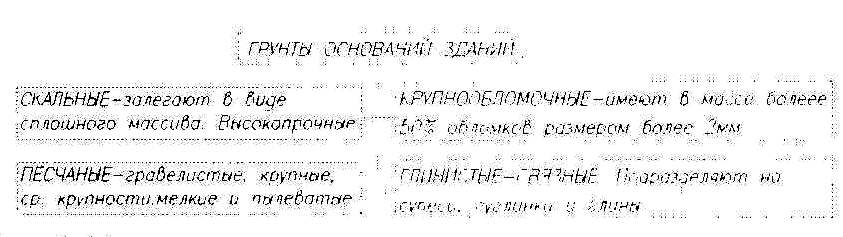 ГРУНТЫ ОСНОВАНИЙ ЗДАНИЙ
СКАЛЬНЫЕ-залегают в виде
сплошного массива. Высокопрочные
КРУПНООБЛОМОЧНЫЕ-имеют в массе более
50% обломков размером более 2мм
ПЕСЧАНЫЕ-гравелистые, крупные,
ср. крупности,мелкие и пылеватые
ГЛИНИСТЫЕ-СВЯЗНЫЕ. Подразделяют на
супеси, суглинки и глины